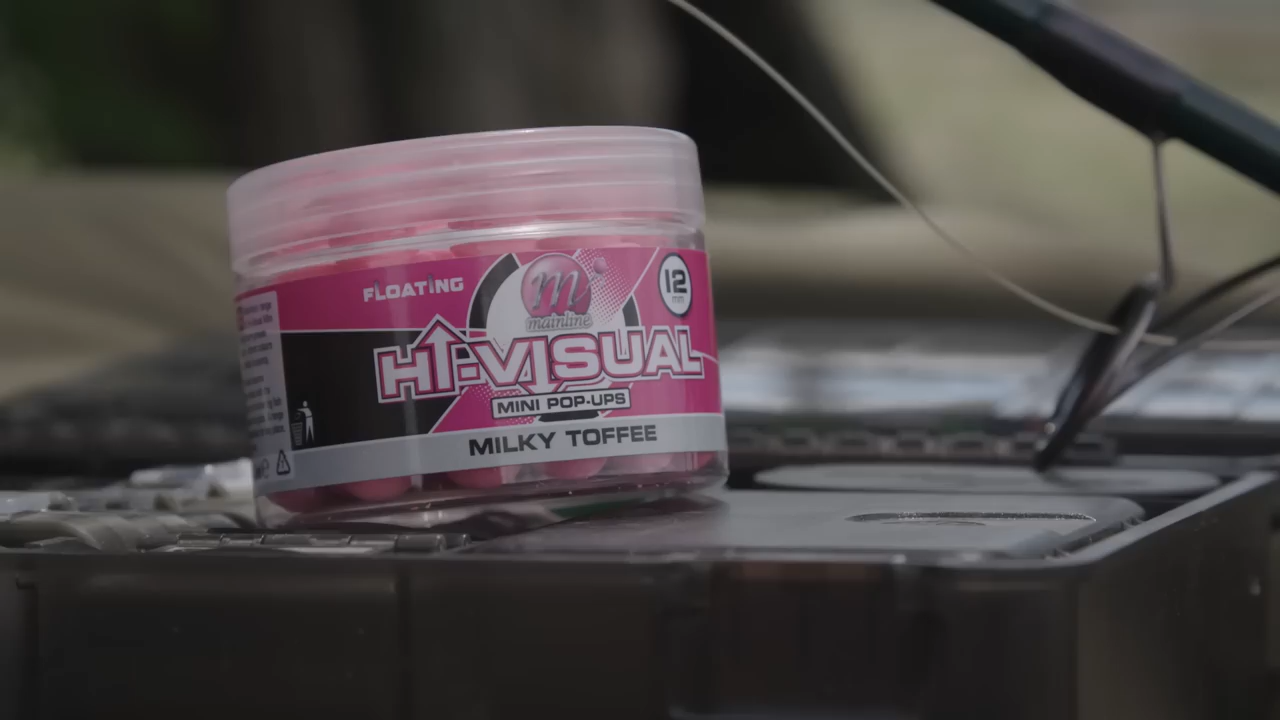 FLOATING
m
mainline
12
mm
HI-VISUAL
MINI POP-UPS
MILKY TOFFEE